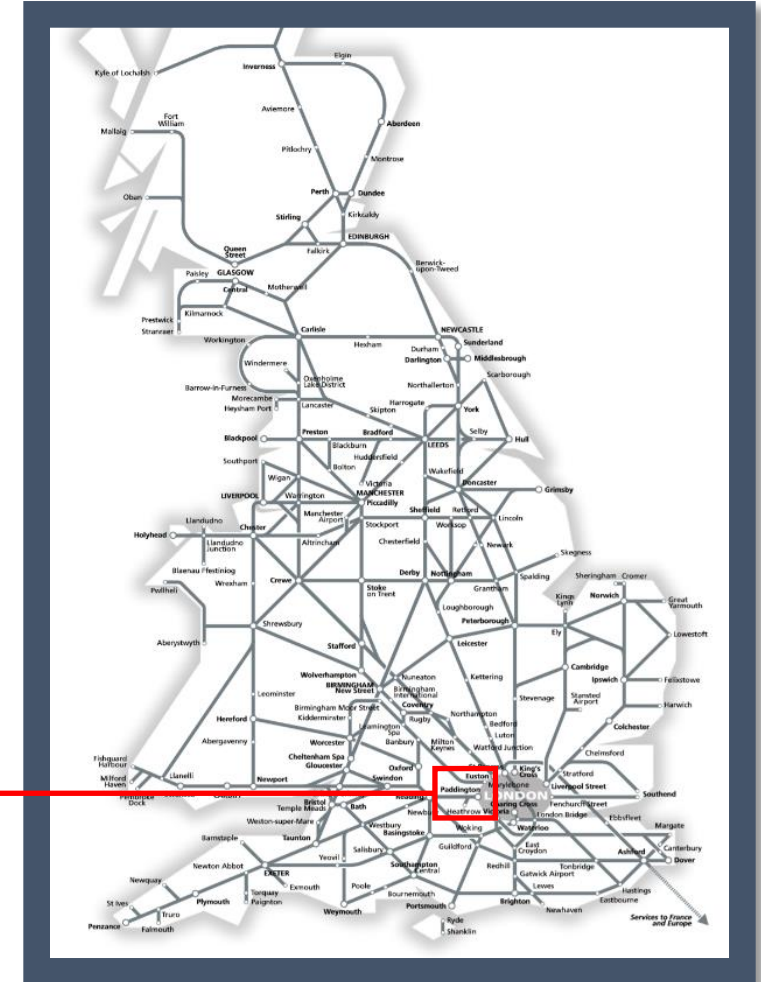 Elgin
Inverness
Kyle of Lochalsh
Aviemore
Fort
William
Mallaig
Aberdeen
Pitlochry
Montrose
Perth
Dundee
Oban
Stirling
Kirkcaldy
EDINBURGH
Queen
Street
Falkirk
Berwick-
upon-Tweed
Paisley
GLASGOW
Central
Motherwell
Prestwick
Kilmarnock
Stranraer
Carlisle
NEWCASTLE
Workington
Hexham
Sunderland
Durham
Darlington
Middlesbrough
Windermere
Scarborough
Oxenholme
Lake District
Northallerton
Barrow-in-Furness
Morecambe
Heysham Port
Lancaster
Harrogate
York
Skipton
Blackpool
Preston
Bradford
Selby
Hull
Blackburn
LEEDS
Huddersfield
Southport
Bolton
Wakefield
Wigan
Victoria
Doncaster
LIVERPOOL
Warrington
MANCHESTER
Piccadilly
Grimsby
Manchester
Airport
Sheffield
Retford
Llandudno
Chester
Stockport
Worksop
Lincoln
Holyhead
Llandudno
Junction
Altrincham
Chesterfield
Newark
Skegness
Blaenau Ffestiniog
Derby
Nottingham
Spalding
Sheringham
Cromer
Pwllheli
Wrexham
Crewe
Stoke
on Trent
Grantham
Kings
Lynn
Norwich
Great
Yarmouth
Loughborough
Peterborough
Shrewsbury
Ely
Lowestoft
Aberystwyth
Stafford
Leicester
Wolverhampton
Nuneaton
Kettering
Cambridge
BIRMINGHAM
New Street
Birmingham
International
Ipswich
Felixstowe
Leominster
Stevenage
Stansted
Airport
Birmingham Moor Street
Coventry
Harwich
Hereford
Kidderminster
Rugby
Northampton
Leamington
Spa
Bedford
Colchester
Abergavenny
Worcester
Banbury
Milton
Keynes
Luton
Watford Junction
Chelmsford
Cheltenham Spa
Gloucester
Fishguard
Harbour
Oxford
King's
Cross
Stratford
Milford
Haven
Llanelli
Newport
Swindon
Euston
Marylebone
Liverpool Street
Paddington
LONDON
Southend
Pembroke
Dock
Reading
Bristol
Temple Meads
Bath
Newbury
Heathrow
Victoria
Charing Cross
Fenchurch Street
London Bridge
Ebbsfleet
Weston-super-Mare
Westbury
Basingstoke
Woking
Waterloo
Margate
Barnstaple
Taunton
Salisbury
Guildford
East
Croydon
Canterbury
Newton Abbot
Yeovil
Southampton
Central
Redhill
Tonbridge
Ashford
Dover
EXETER
Gatwick Airport
Newquay
Exmouth
Poole
Lewes
Hastings
Torquay
Paignton
Bournemouth
Eastbourne
St Ives
Plymouth
Weymouth
Portsmouth
Brighton
Newhaven
Truro
Ryde
Services to France
and Europe
Penzance
Falmouth
Shanklin